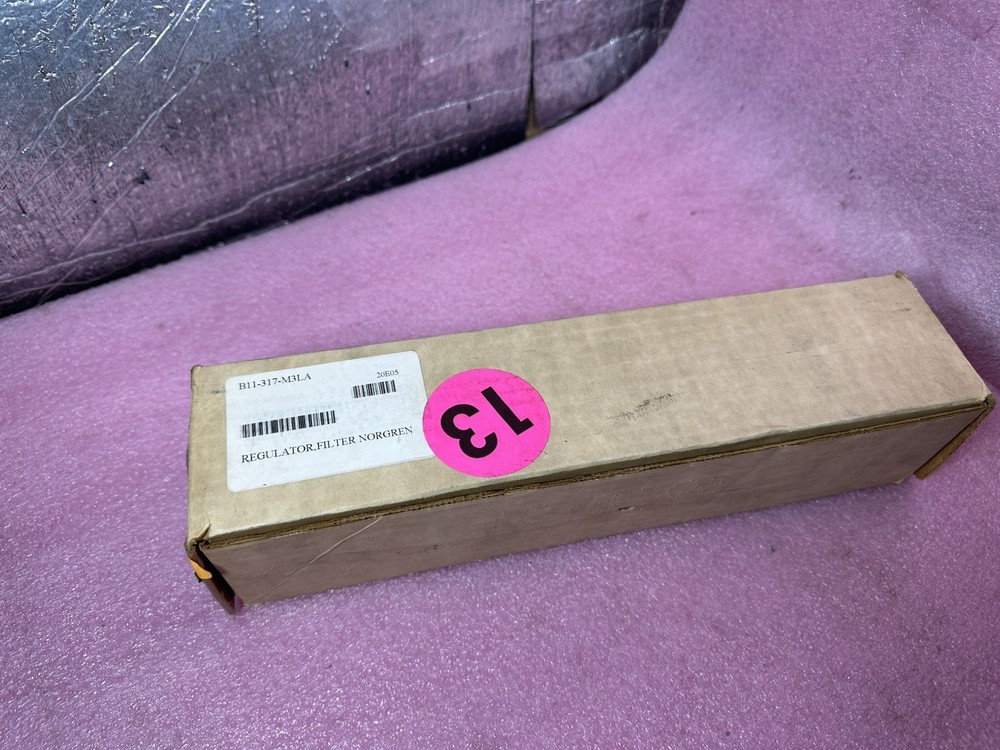 B11-317-M3LA
20E05
REGULATOR,FILTER NORGREN
13